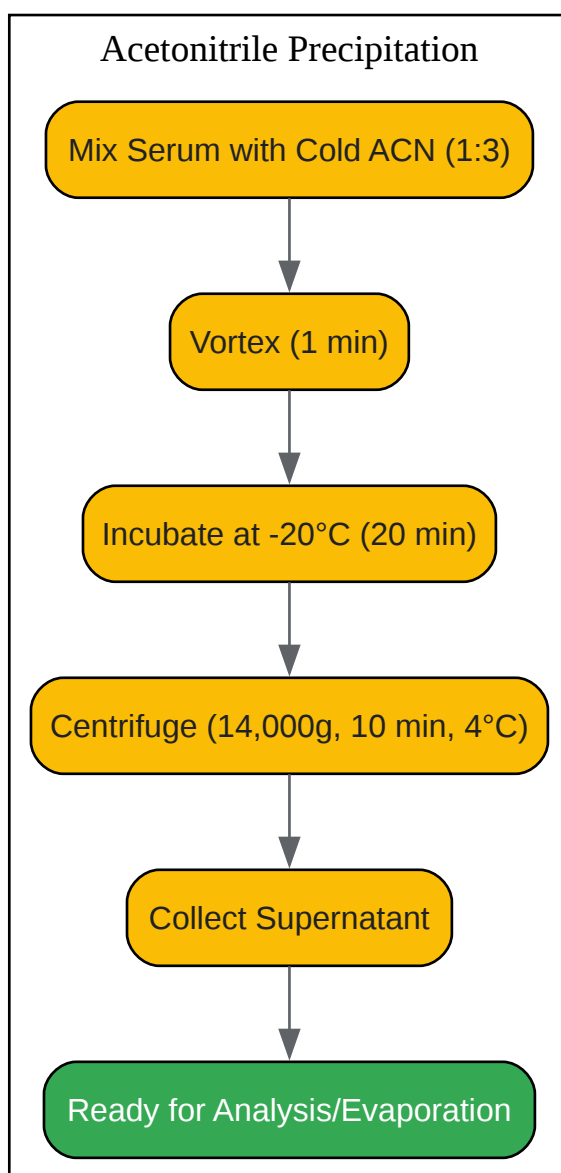 Acetonitrile Precipitation
Mix Serum with Cold ACN (1:3)
Vortex (1 min)
Incubate at -20°C (20 min)
Centrifuge (14,000g, 10 min, 4°C)
Collect Supernatant
Ready for Analysis/Evaporation